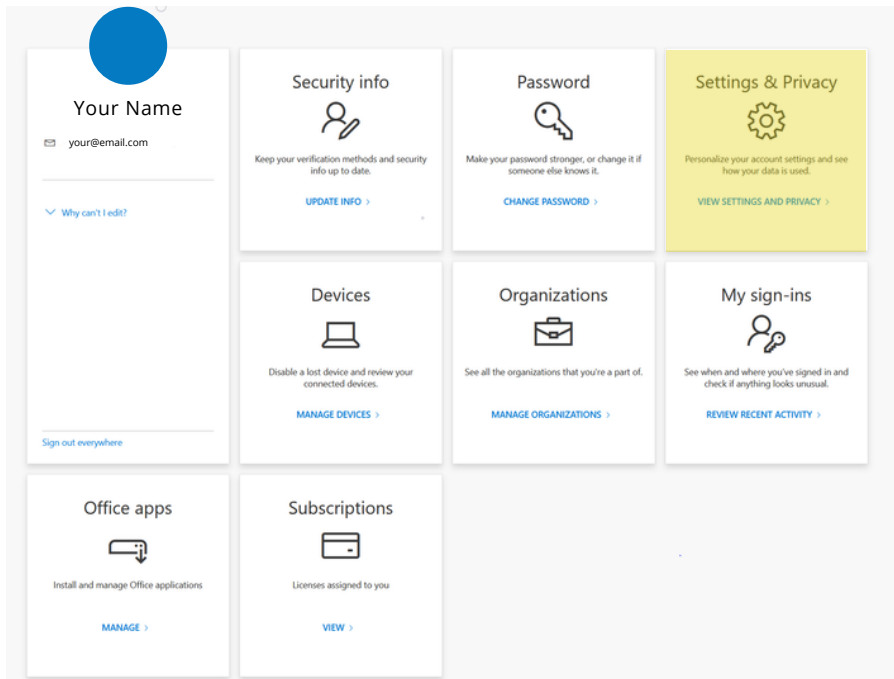 Your Name
your@email.com
Why can't I edit?
Sign out everywhere
Security info
Keep your verification methods and security
info up to date.
UPDATE INFO >
Password
Make your password stronger, or change it if
someone else knows it.
CHANGE PASSWORD >
Settings & Privacy
Personalize your account settings and see
how your data is used.
VIEW SETTINGS AND PRIVACY >
Devices
Disable a lost device and review your
connected devices.
MANAGE DEVICES >
Organizations
See all the organizations that you're a part of.
MANAGE ORGANIZATIONS >
My sign-ins
See when and where you've signed in and
check if anything looks unusual.
REVIEW RECENT ACTIVITY >
Office apps
Install and manage Office applications
MANAGE >
Subscriptions
Licenses assigned to you
VIEW >